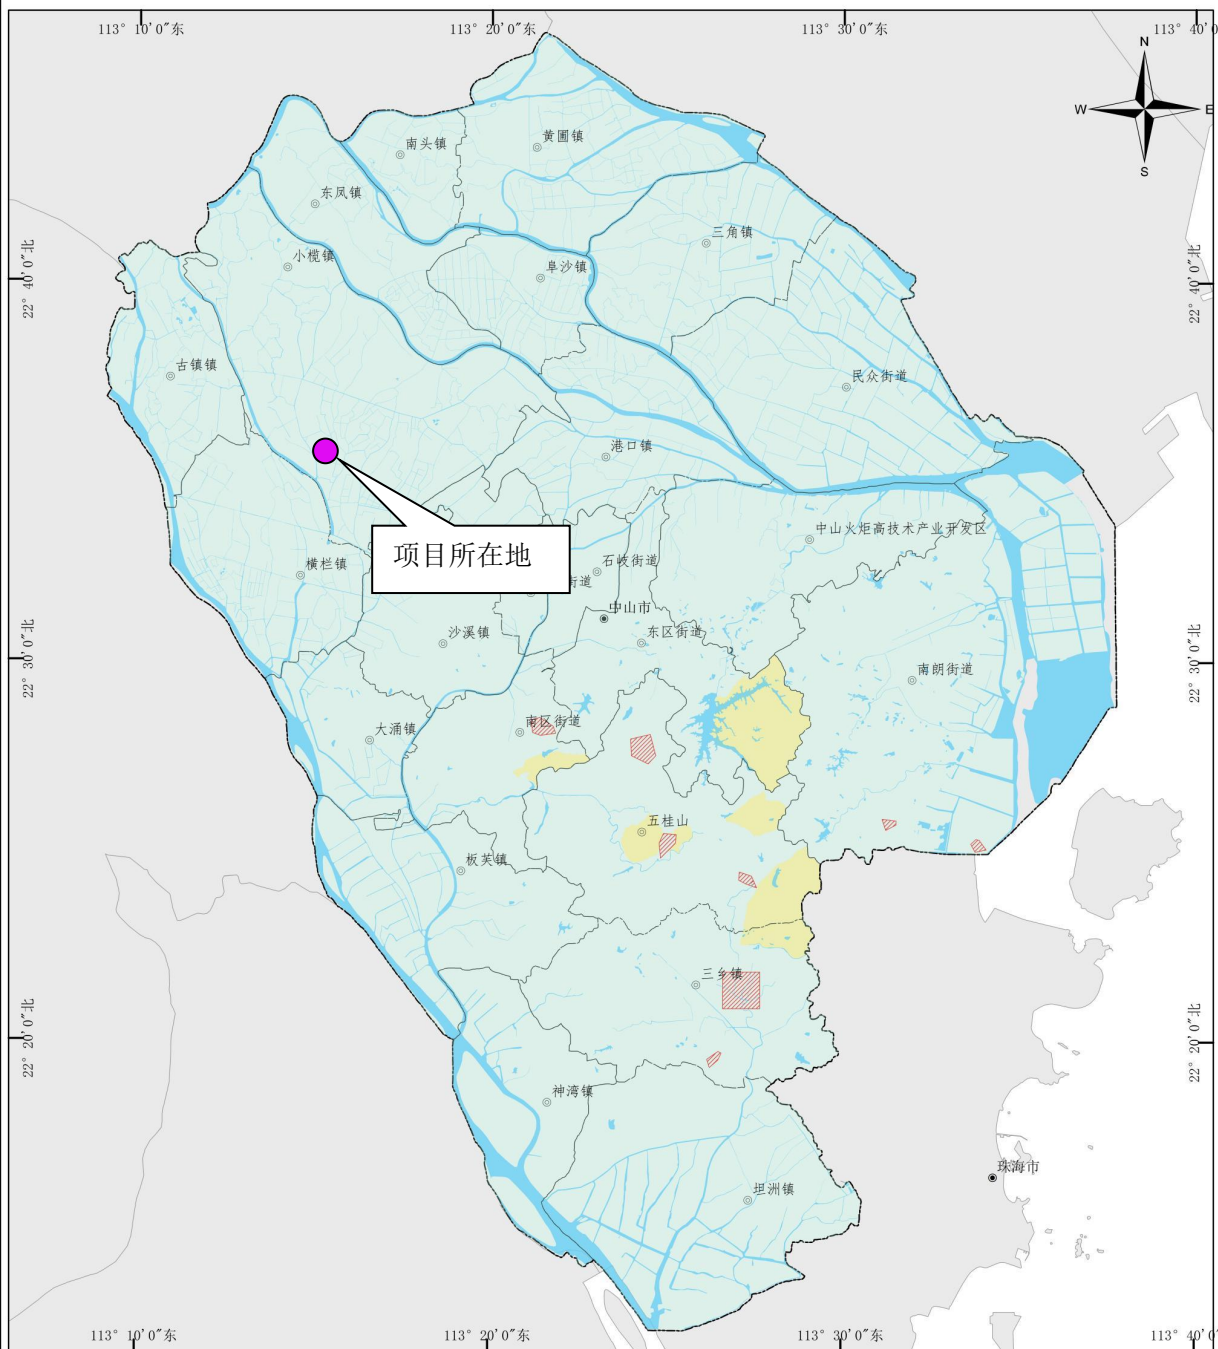 113° 10'0"东
113° 20'0"东
113° 30'0"东
113° 40'0"
N
W
E
S
黄圃镇
南头镇
东凤镇
三角镇
小榄镇
阜沙镇
22° 40'0"北
22° 40'0"北
古镇镇
民众街道
港口镇
中山火炬高技术产业开发区
项目所在地
石岐街道
横栏镇
街道
中山市
沙溪镇
东区街道
22° 30'0"北
22° 30'0"北
南朗街道
南区街道
大涌镇
五桂山
板芙镇
三乡镇
22° 20'0"北
22° 20'0"北
神湾镇
珠海市
坦洲镇
113° 10'0"东
113° 20'0"东
113° 30'0"东
113° 40'0